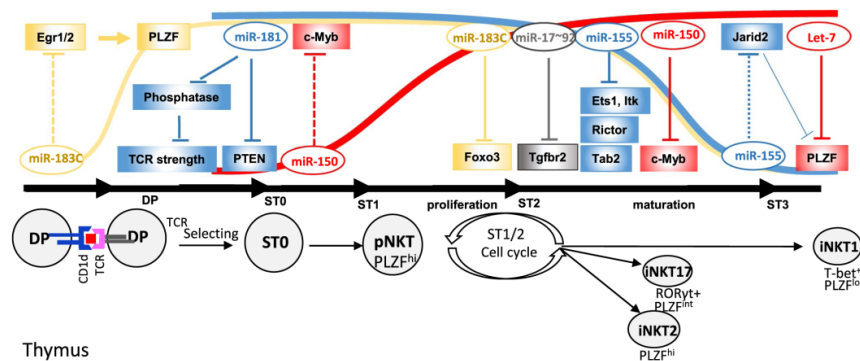 Egr1/2
PLZF
miR-181
c-Myb
miR-183C
miR-17~92
miR-155
miR-150
Jarid2
Let-7
Phosphatase
Ets1, Itk
Rictor
miR-183C
TCR strength
PTEN
miR-150
Foxo3
Tgfbr2
Tab2
c-Myb
miR-155
PLZF
DP
ST0
ST1
proliferation
ST2
maturation
ST3
DP
CD1d
TCR
DP
TCR
Selecting
ST0
pNKT
PLZFhi
ST1/2
Cell cycle
iNKT1
T-bet+
PLZFlo
iNKT17
RORyt+
PLZFint
iNKT2
PLZFhi
Thymus